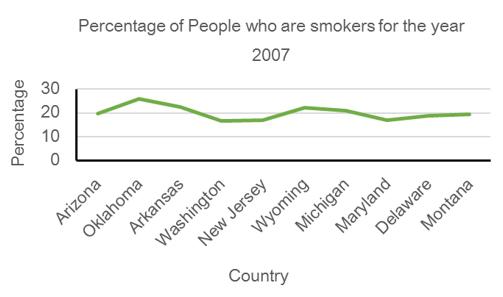 Percentage of People who are smokers for the year
2007
Percentage
30
20
10
0
Arizona
Oklahoma
Arkansas
Washington
New Jersey
Wyoming
Michigan
Maryland
Delaware
Montana
Country